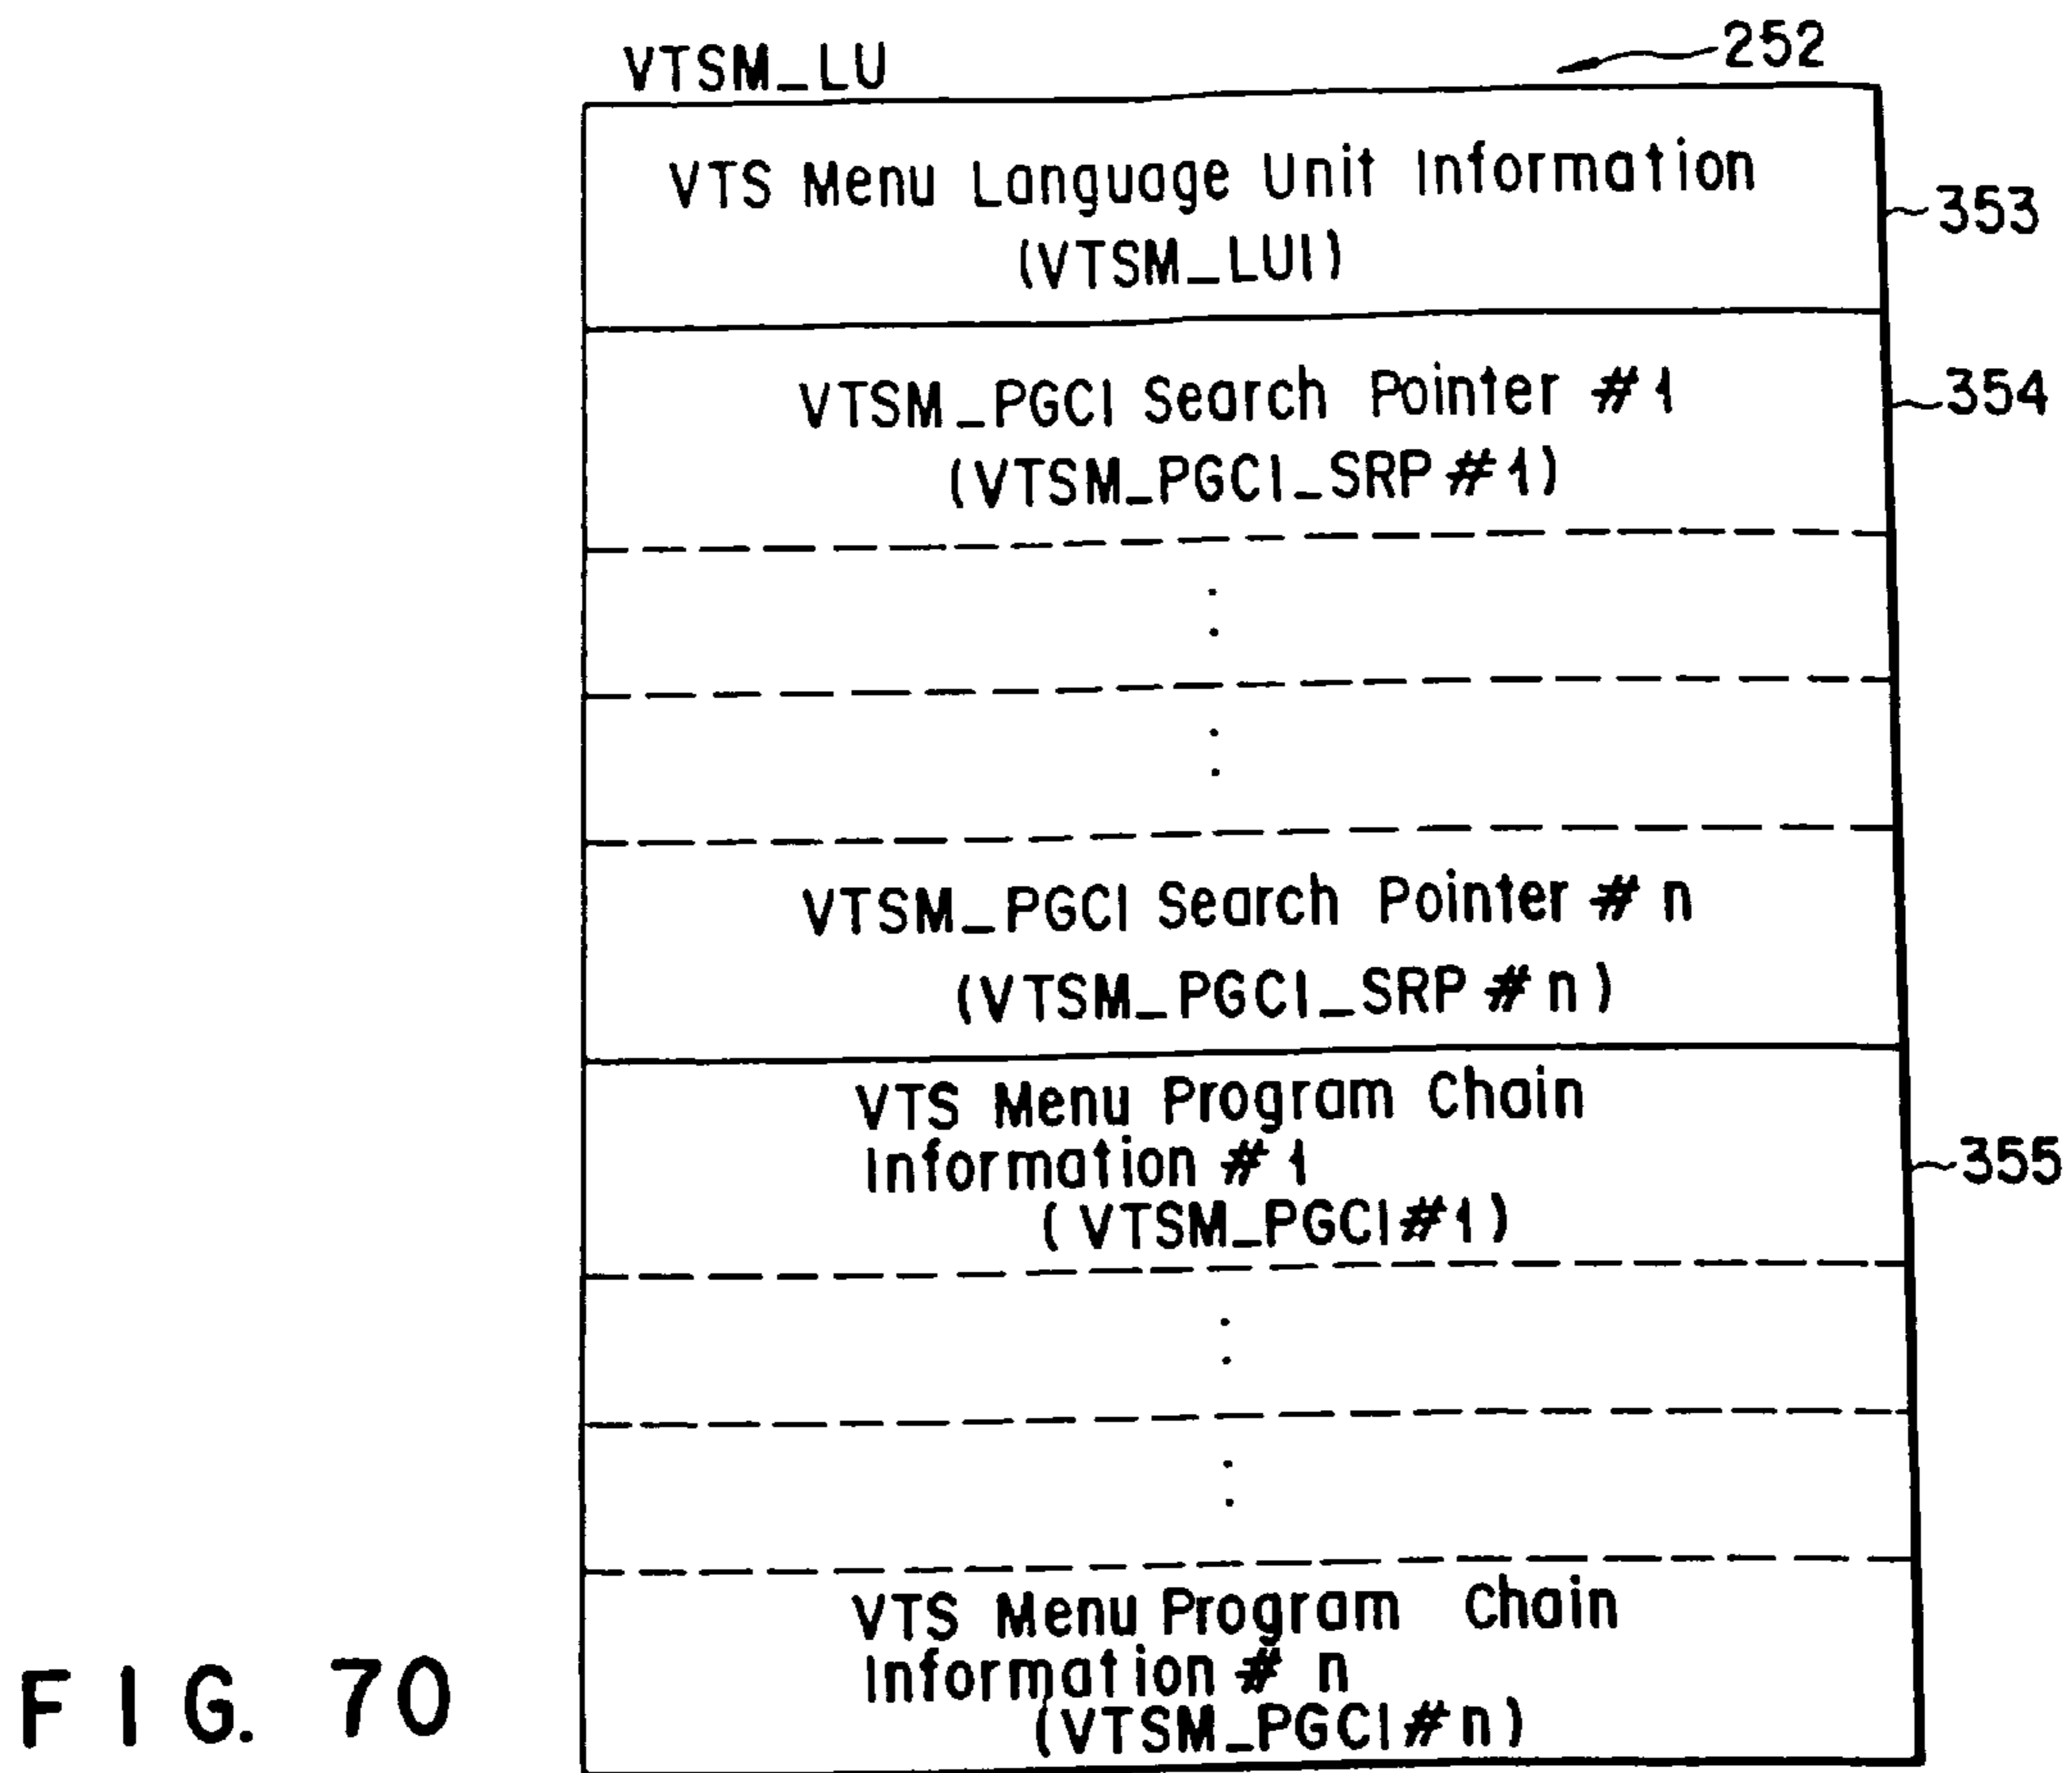 VTSM_LU
252
VTS Menu Language Unit Information
(VTSM_LUI)
353
VTSM_PGCI Search Pointer #1
(VTSM_PGCI_SRP#1)
354
VTSM_PGCI Search Pointer # n
(VTSM_PGCI_SRP#n)
VTS Menu Program Chain
Information #1
(VTSM_PGCI#1)
355
VTS Menu Program Chain
Information # n
(VTSM_PGCI#n)
FIG. 70